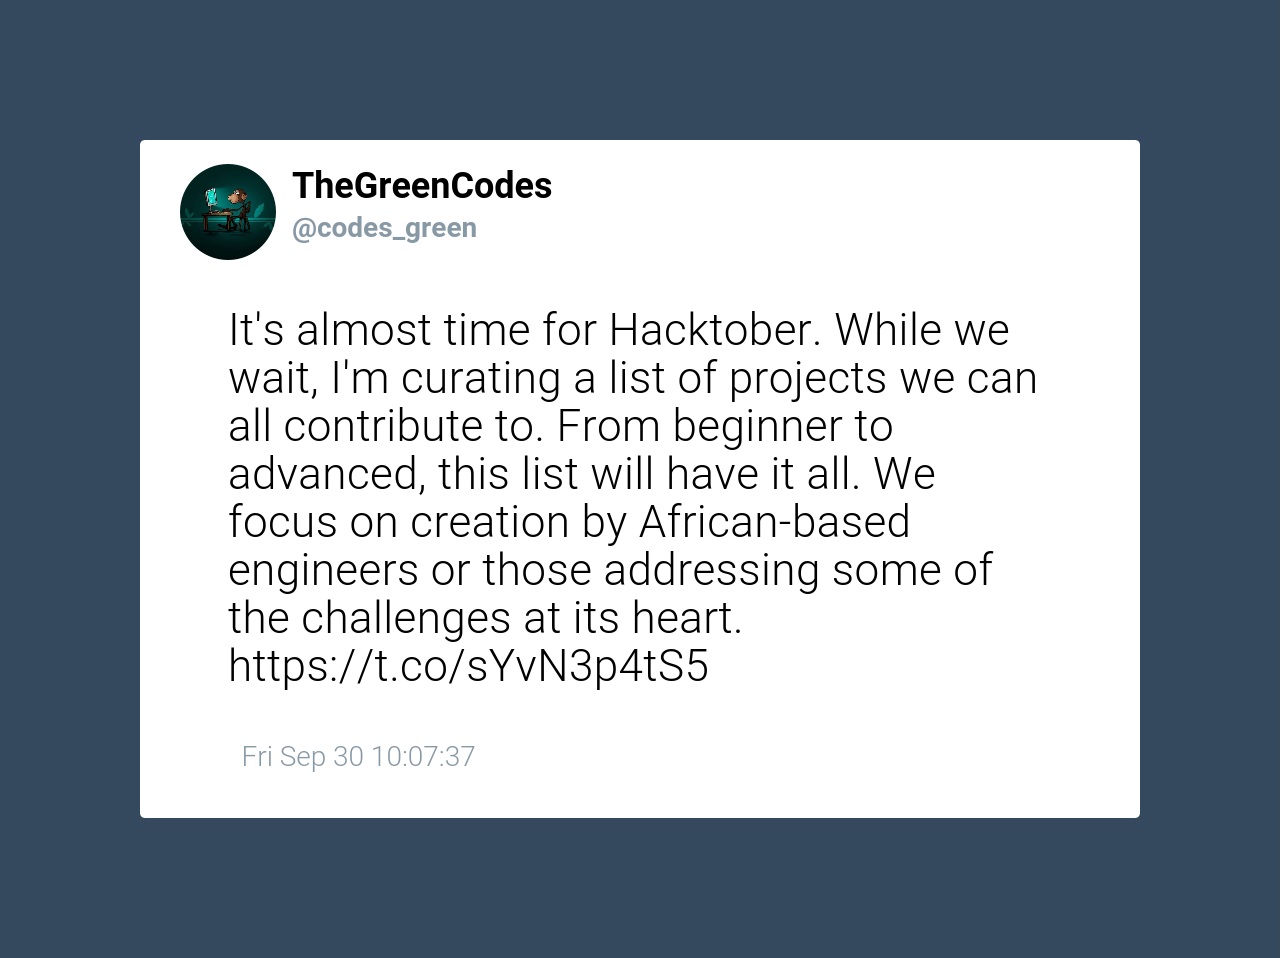 TheGreenCodes
@codes_green
It's almost time for Hacktober. While we
wait, I'm curating a list of projects we can
all contribute to. From beginner to
advanced, this list will have it all. We
focus on creation by African-based
engineers or those addressing some of
the challenges at its heart.
https://t.co/sYvN3p4tS5
Fri Sep 30 10:07:37